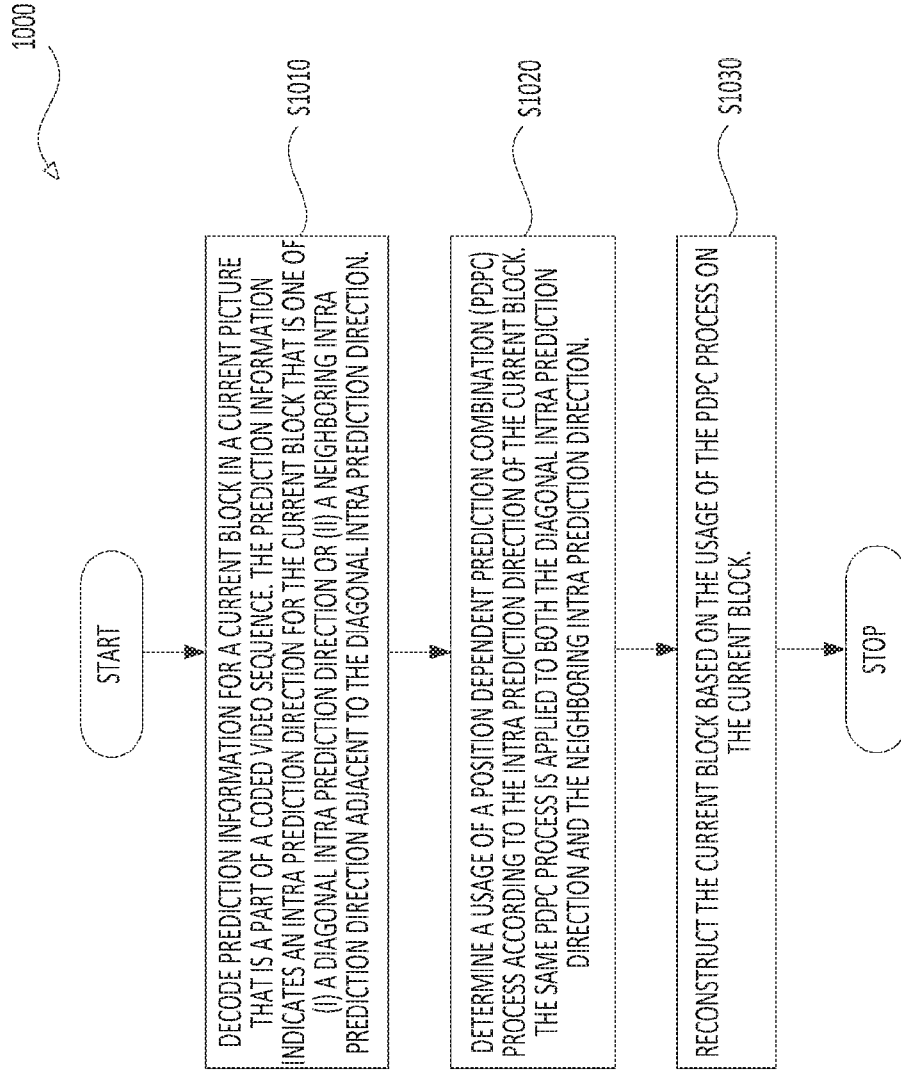 1000
START
DECODE PREDICTION INFORMATION FOR A CURRENT BLOCK IN A CURRENT PICTURE
THAT IS A PART OF A CODED VIDEO SEQUENCE. THE PREDICTION INFORMATION
INDICATES AN INTRA PREDICTION DIRECTION FOR THE CURRENT BLOCK THAT IS ONE OF
(I) A DIAGONAL INTRA PREDICTION DIRECTION OR (II) A NEIGHBORING INTRA
PREDICTION DIRECTION ADJACENT TO THE DIAGONAL INTRA PREDICTION DIRECTION.
S1010
DETERMINE A USAGE OF A POSITION DEPENDENT PREDICTION COMBINATION (PDPC)
PROCESS ACCORDING TO THE INTRA PREDICTION DIRECTION OF THE CURRENT BLOCK.
THE SAME PDPC PROCESS IS APPLIED TO BOTH THE DIAGONAL INTRA PREDICTION
DIRECTION AND THE NEIGHBORING INTRA PREDICTION DIRECTION.
S1020
RECONSTRUCT THE CURRENT BLOCK BASED ON THE USAGE OF THE PDPC PROCESS ON
THE CURRENT BLOCK.
S1030
STOP